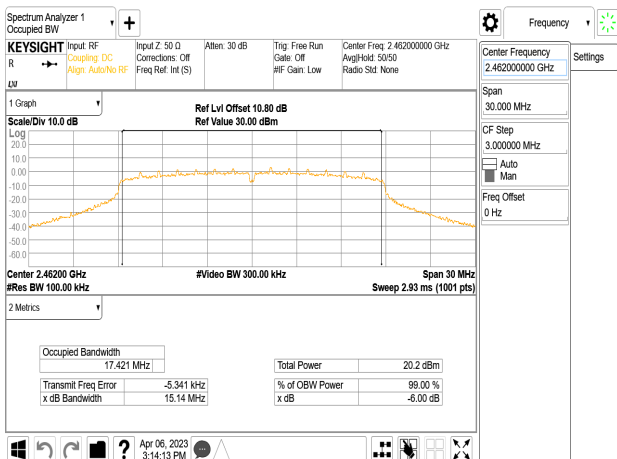 Spectrum Analyzer 1
Occupied BW
Frequency
KEYSIGHT
R
LXI
Input: RF
Coupling: DC
Align: Auto/No RF
Input Z: 50 Ω
Corrections: Off
Freq Ref: Int (S)
Atten: 30 dB
Trig: Free Run
Gate: Off
#IF Gain: Low
Center Freq: 2.462000000 GHz
Avg|Hold: 50/50
Radio Std: None
Center Frequency
2.462000000 GHz
Settings
Span
30.000 MHz
CF Step
3.000000 MHz
Auto
Man
Freq Offset
0 Hz
1 Graph
Scale/Div 10.0 dB
Ref Lvl Offset 10.80 dB
Ref Value 30.00 dBm
Log
20.0
10.0
0.00
-10.0
-20.0
-30.0
-40.0
-50.0
-60.0
Center 2.46200 GHz
#Video BW 300.00 kHz
Span 30 MHz
#Res BW 100.00 kHz
Sweep 2.93 ms (1001 pts)
2 Metrics
Occupied Bandwidth
17.421 MHz
Total Power 20.2 dBm
Transmit Freq Error -5.341 kHz
% of OBW Power 99.00 %
x dB Bandwidth 15.14 MHz
x dB -6.00 dB
Apr 06, 2023
3:14:13 PM